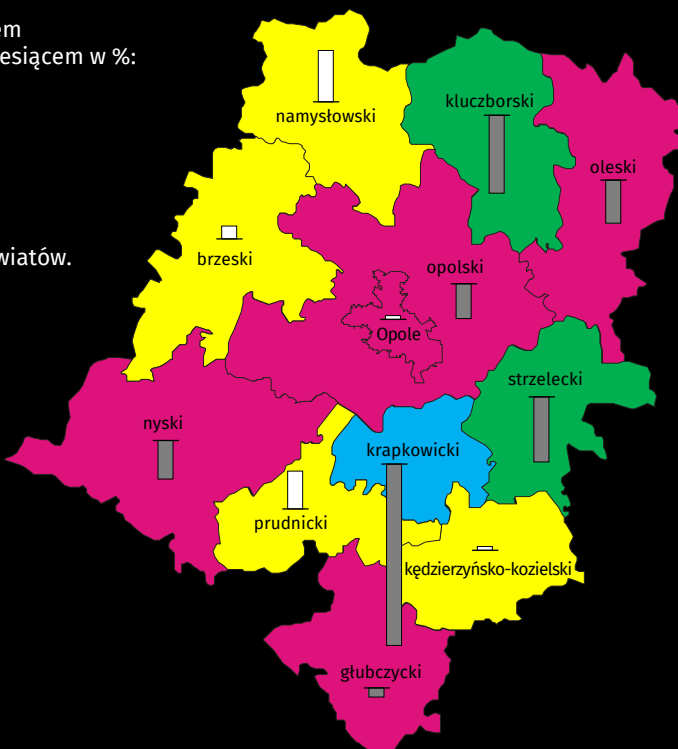 em
esiącem w %:
wiatów.
namysłowski
kluczborski
oleski
brzeski
opolski
Opole
strzelecki
nyski
krapkowicki
prudnicki
kędzierzyńsko-kozielski
głubczycki